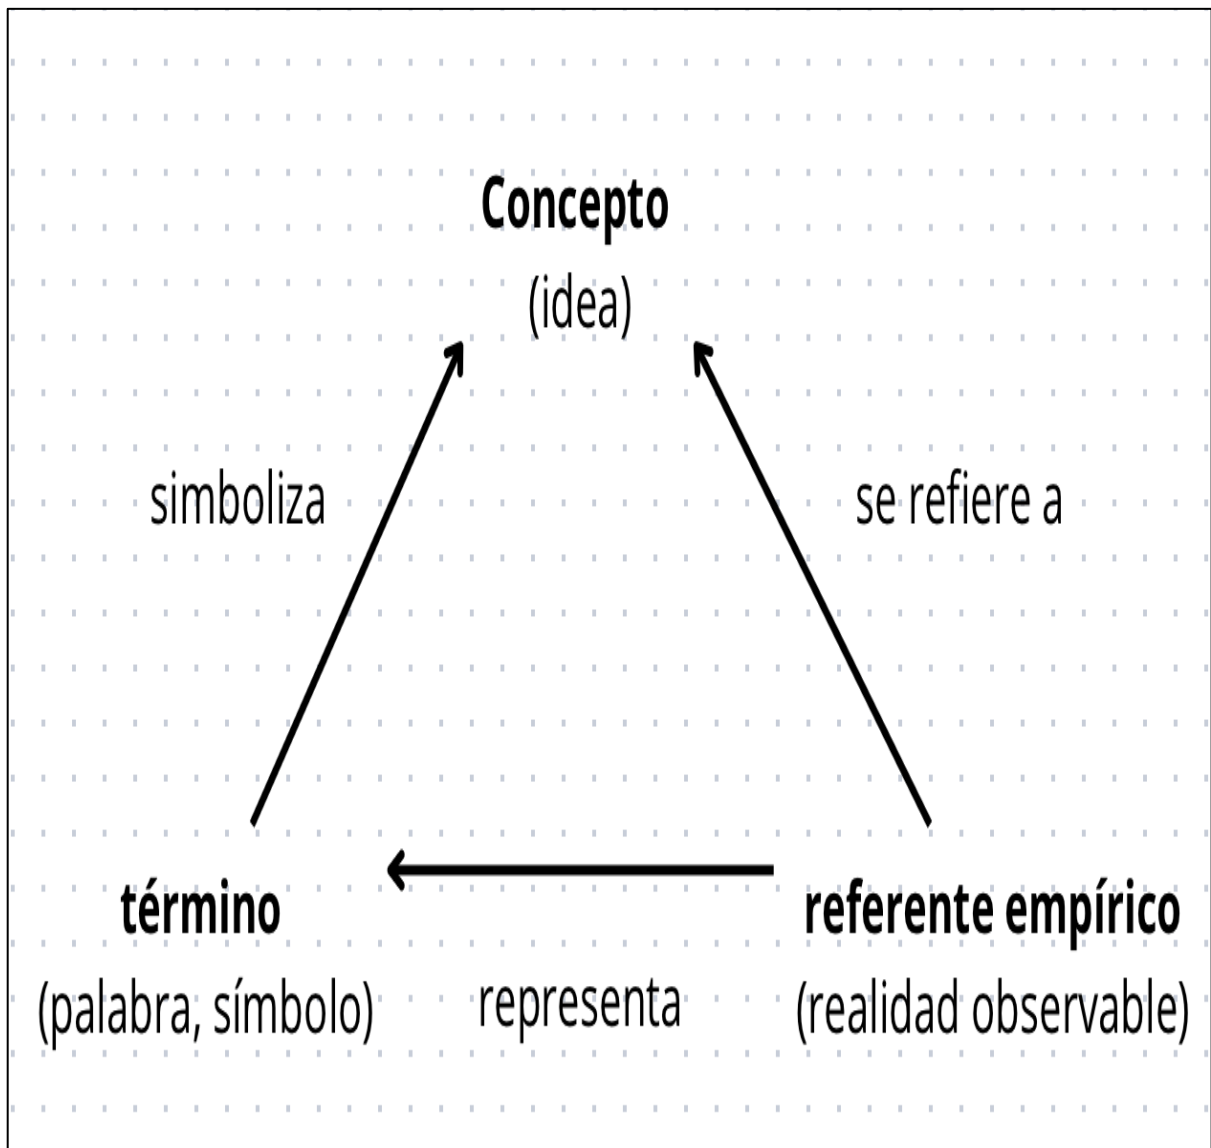 Concepto
(idea)
simboliza
se refiere a
término
referente empírico
(palabra, símbolo)
representa
(realidad observable)